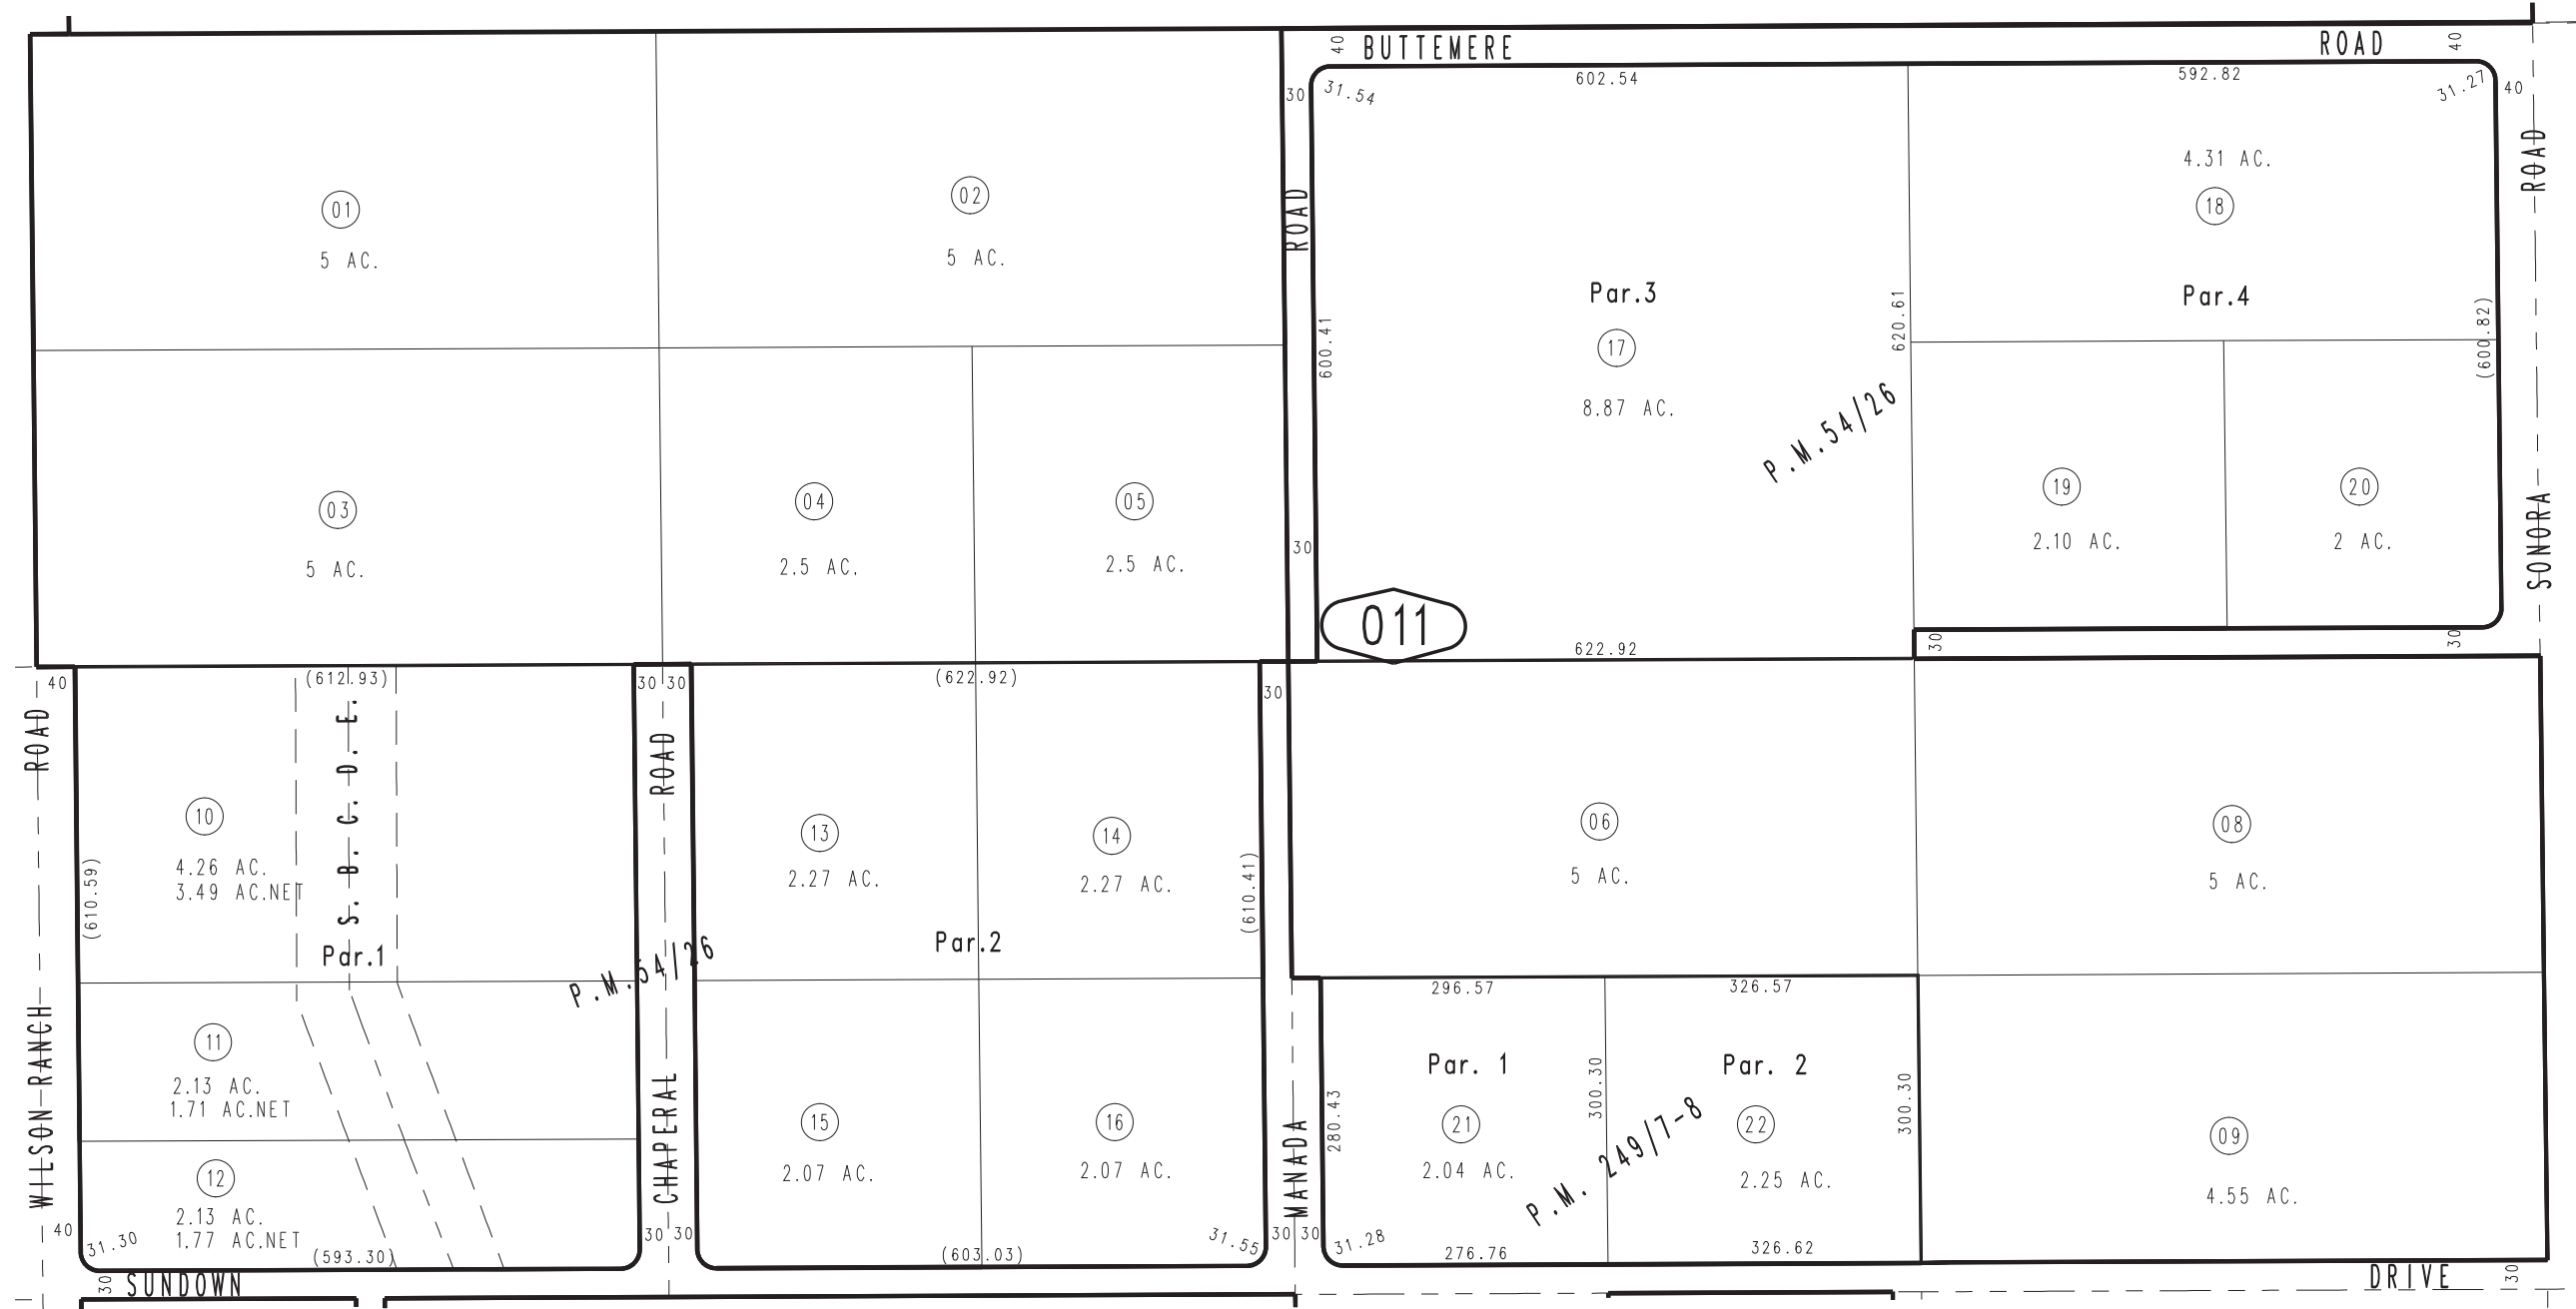 BUTTEMERE ROAD
40
40
602.54
592.82
30
31.54
31.27
40
ROAD
ROAD
SONORA
01
5 AC.
02
5 AC.
4.31 AC.
18
Par.4
Par.3
17
8.87 AC.
600.41
620.61
(600.82)
P.M.54/26
03
5 AC.
04
2.5 AC.
05
2.5 AC.
30
19
2.10 AC.
20
2 AC.
011
622.92
30
30
40
(612.93)
30 30
(622.92)
30
ROAD
WILSON RANCH
S. B. C. D. E.
ROAD
CHAPERAL
10
4.26 AC.
3.49 AC.NET
(610.59)
Par.1
P.M.54/26
13
2.27 AC.
14
2.27 AC.
(610.41)
Par.2
06
5 AC.
08
5 AC.
296.57
326.57
11
2.13 AC.
1.71 AC.NET
12
2.13 AC.
1.77 AC.NET
40
31.30
(593.30)
30 30
15
2.07 AC.
16
2.07 AC.
(603.03)
31.55
30 30
MANADA
280.43
Par. 1
21
2.04 AC.
300.30
Par. 2
22
2.25 AC.
300.30
P.M. 249/7-8
31.28
276.76
326.62
09
4.55 AC.
30
SUNDOWN DRIVE
30